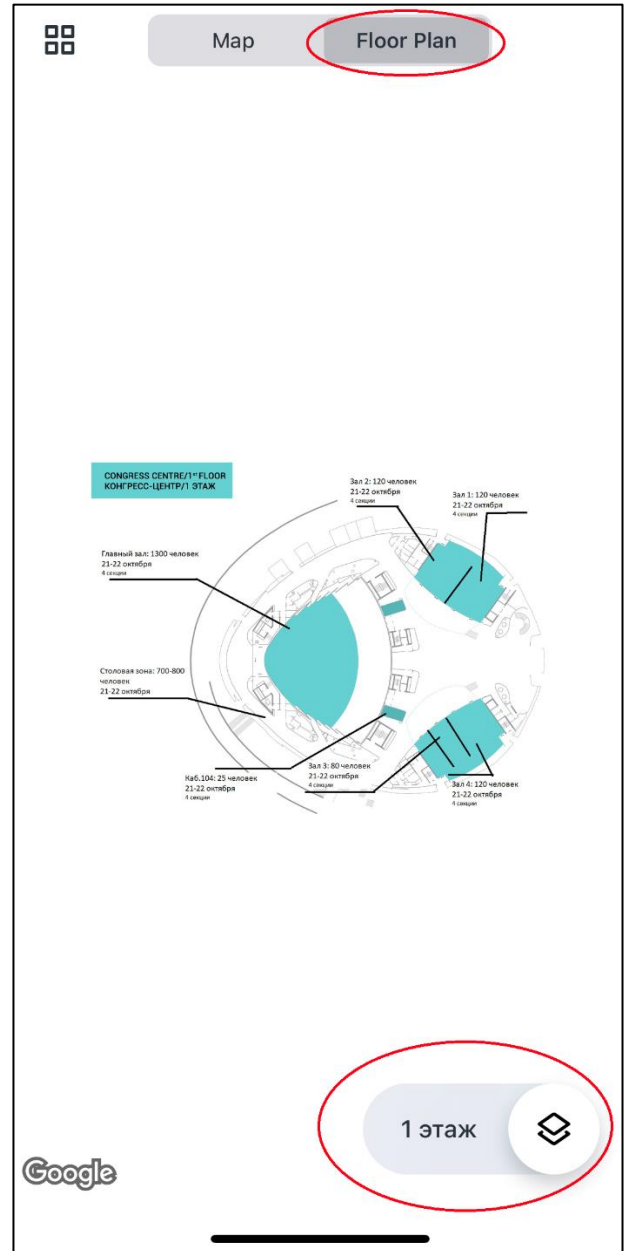 Map
Floor Plan
CONGRESS CENTRE/1ST FLOOR
КОНГРЕСС-ЦЕНТР/1 ЭТАЖ
Зал 2: 120 человек
21-22 октября
4 секции
Зал 1: 120 человек
21-22 октября
4 секции
Главный зал: 1300 человек
21-22 октября
4 секции
Столовая зона: 700-800
человек
21-22 октября
Каб.104: 25 человек
21-22 октября
4 секции
Зал 3: 80 человек
21-22 октября
4 секции
Зал 4: 120 человек
21-22 октября
4 секции
1 этаж
Google